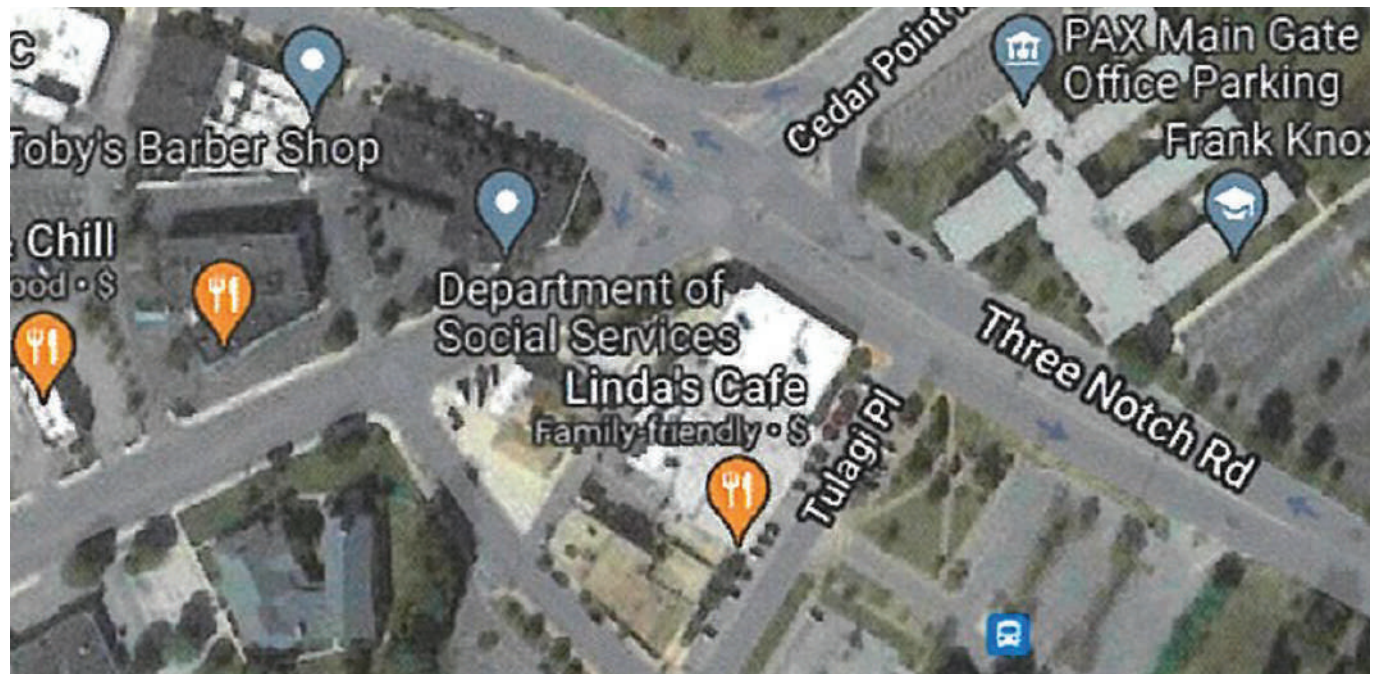 C
Toby's Barber Shop
Chill
ood • $
Department of
Social Services
Linda's Cafe
Family-friendly • $
Tulagi Pl
Cedar Point
Three Notch Rd
PAX Main Gate
Office Parking
Frank Knox